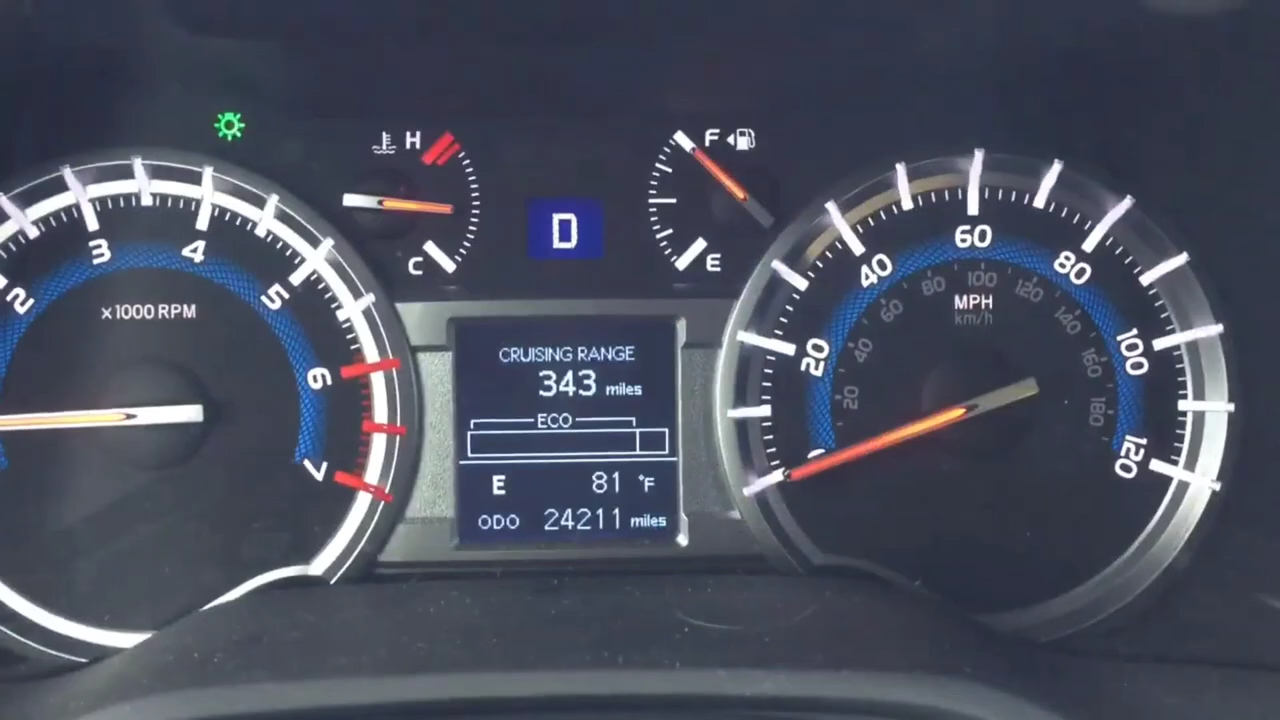 H
C
D
F
E
2
3
4
5
6
7
×1000 RPM
CRUISING RANGE
343 miles
ECO
E 81 °F
ODO 24211 miles
20
40
60
80
100
120
MPH
km/h
20
40
60
80
100
120
140
160
180